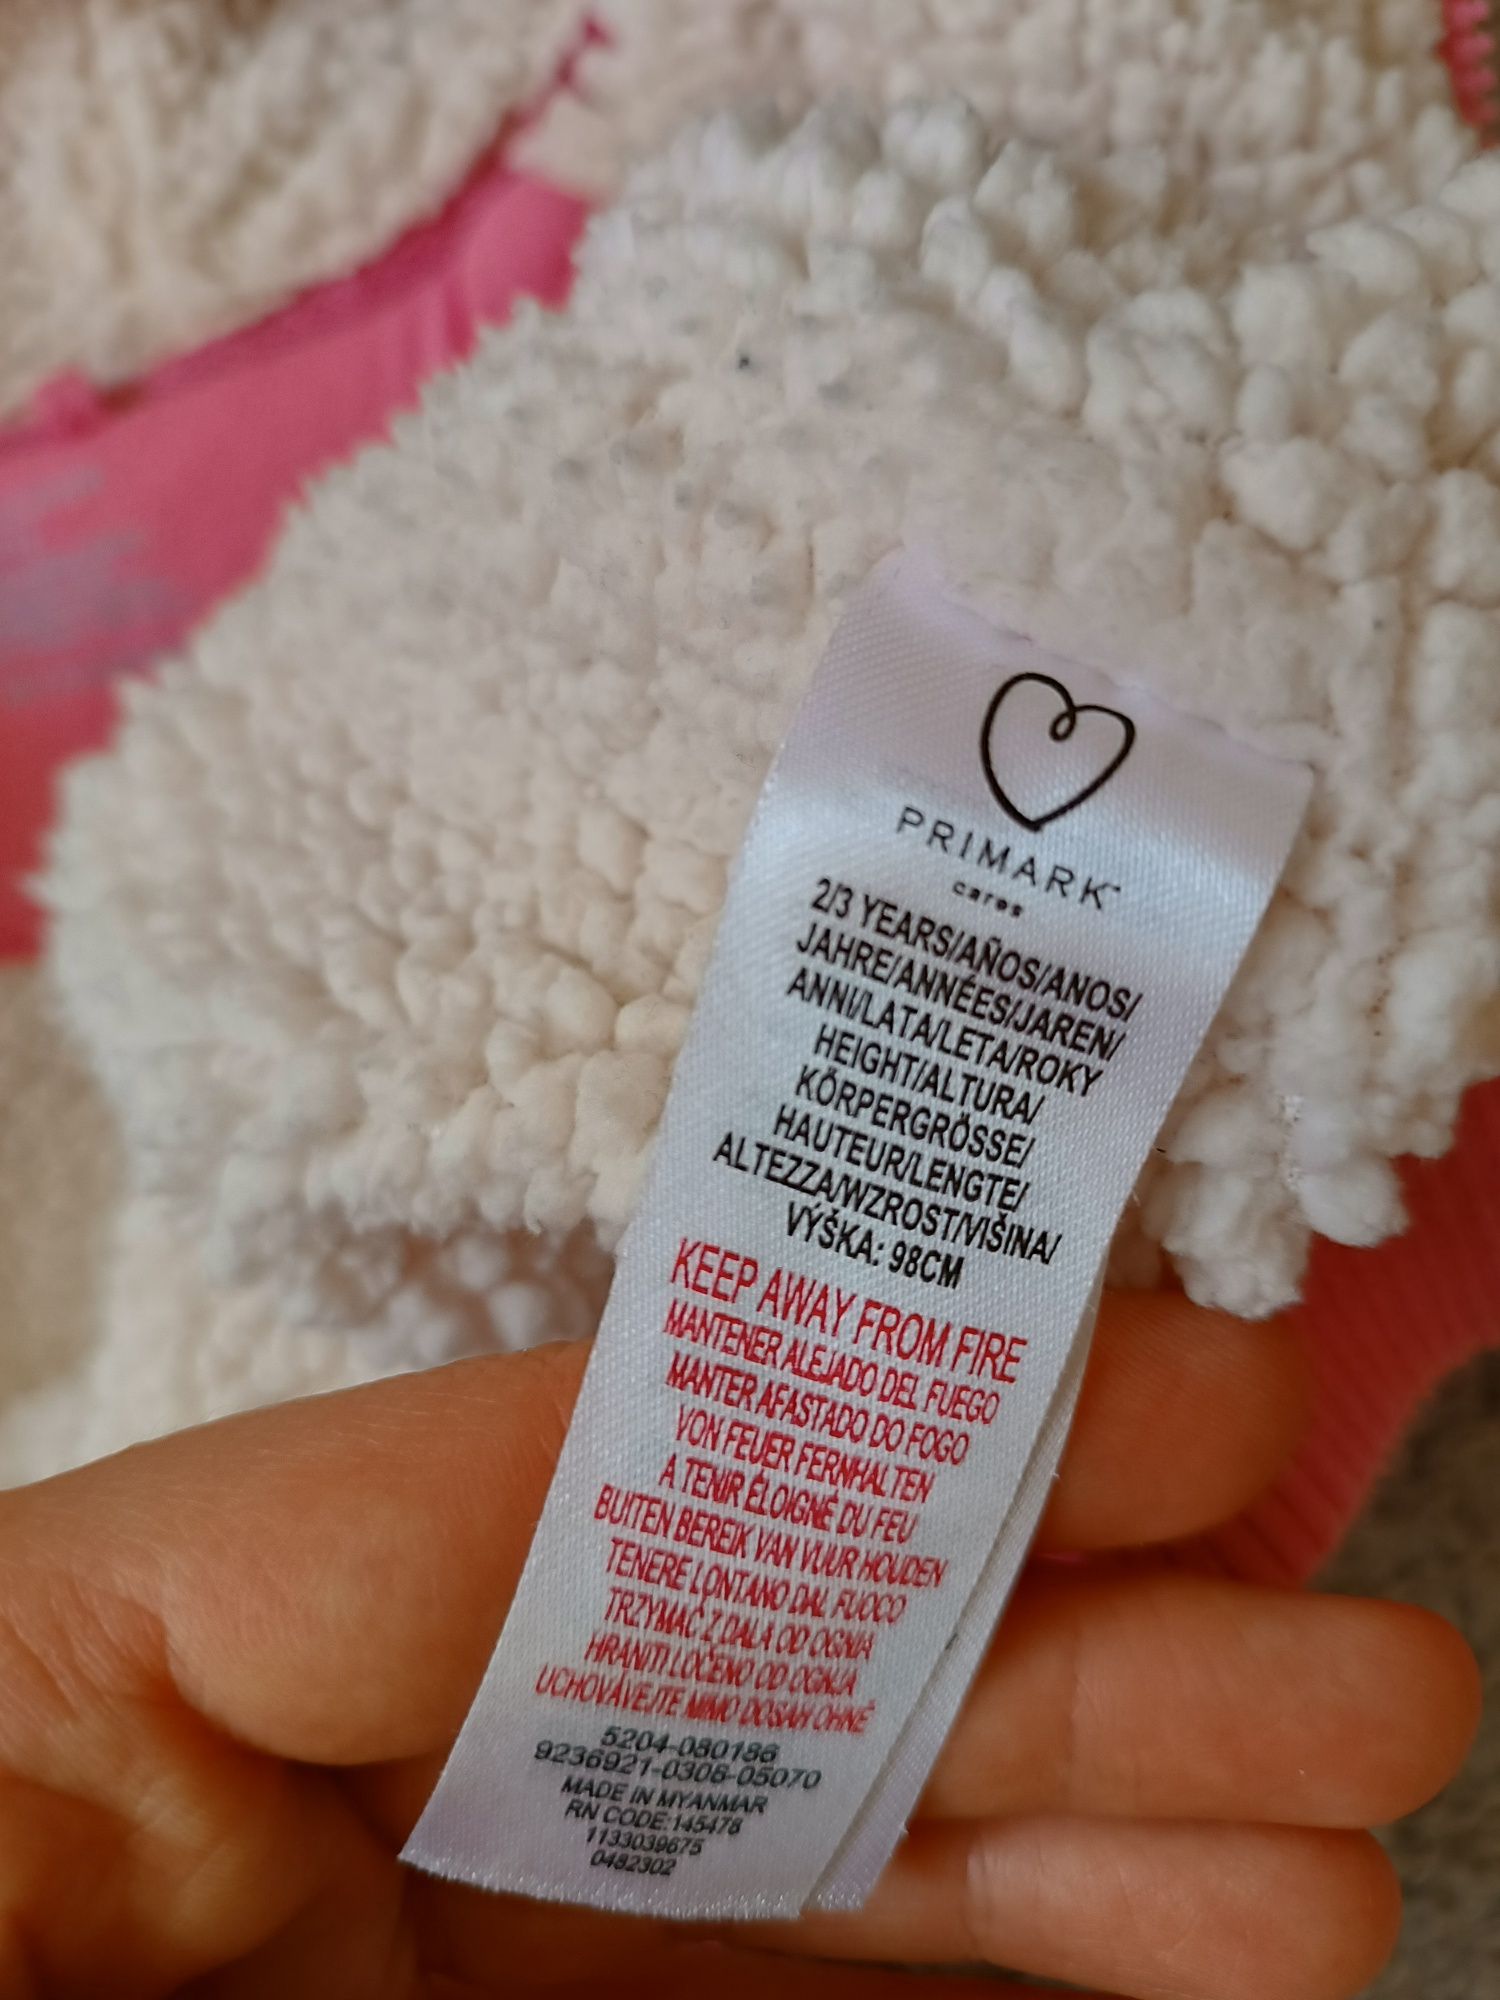 PRIMARK™
cares
2/3 YEARS/AÑOS/ANOS/
JAHRE/ANNÉES/JAREN/
ANNI/LATA/LETA/ROKY
HEIGHT/ALTURA/
KÖRPERGRÖSSE/
HAUTEUR/LENGTE/
ALTEZZA/WZROST/VIŠINA/
VÝŠKA: 98CM
KEEP AWAY FROM FIRE
MANTENER ALEJADO DEL FUEGO
MANTER AFASTADO DO FOGO
VON FEUER FERNHALTEN
A TENIR ÉLOIGNÉ DU FEU
BUITEN BEREIK VAN VUUR HOUDEN
TENERE LONTANO DAL FUOCO
TRZYMAĆ Z DALA OD OGNIA
HRANITI LOČENO OD OGNJA
UCHOVÁVEJTE MIMO DOSAH OHNĚ
5204-080186
9236921-0308-05070
MADE IN MYANMAR
RN CODE:145478
1133039675
0482302